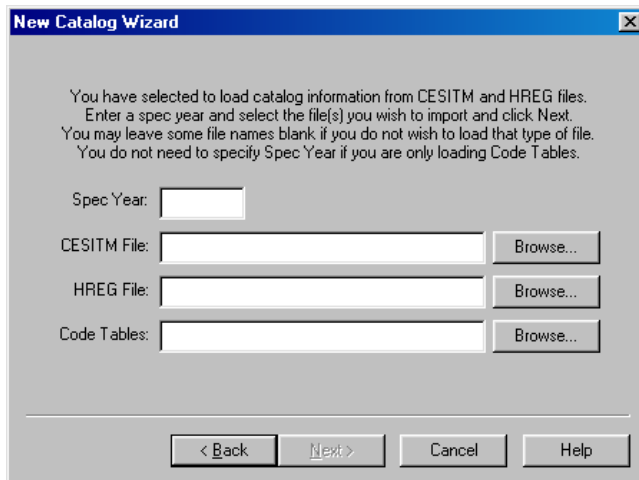 New Catalog Wizard
You have selected to load catalog information from CESITM and HREG files.
Enter a spec year and select the file(s) you wish to import and click Next.
You may leave some file names blank if you do not wish to load that type of file.
You do not need to specify Spec Year if you are only loading Code Tables.
Spec Year:
CESITM File: Browse...
HREG File: Browse...
Code Tables: Browse...
< Back Next > Cancel Help